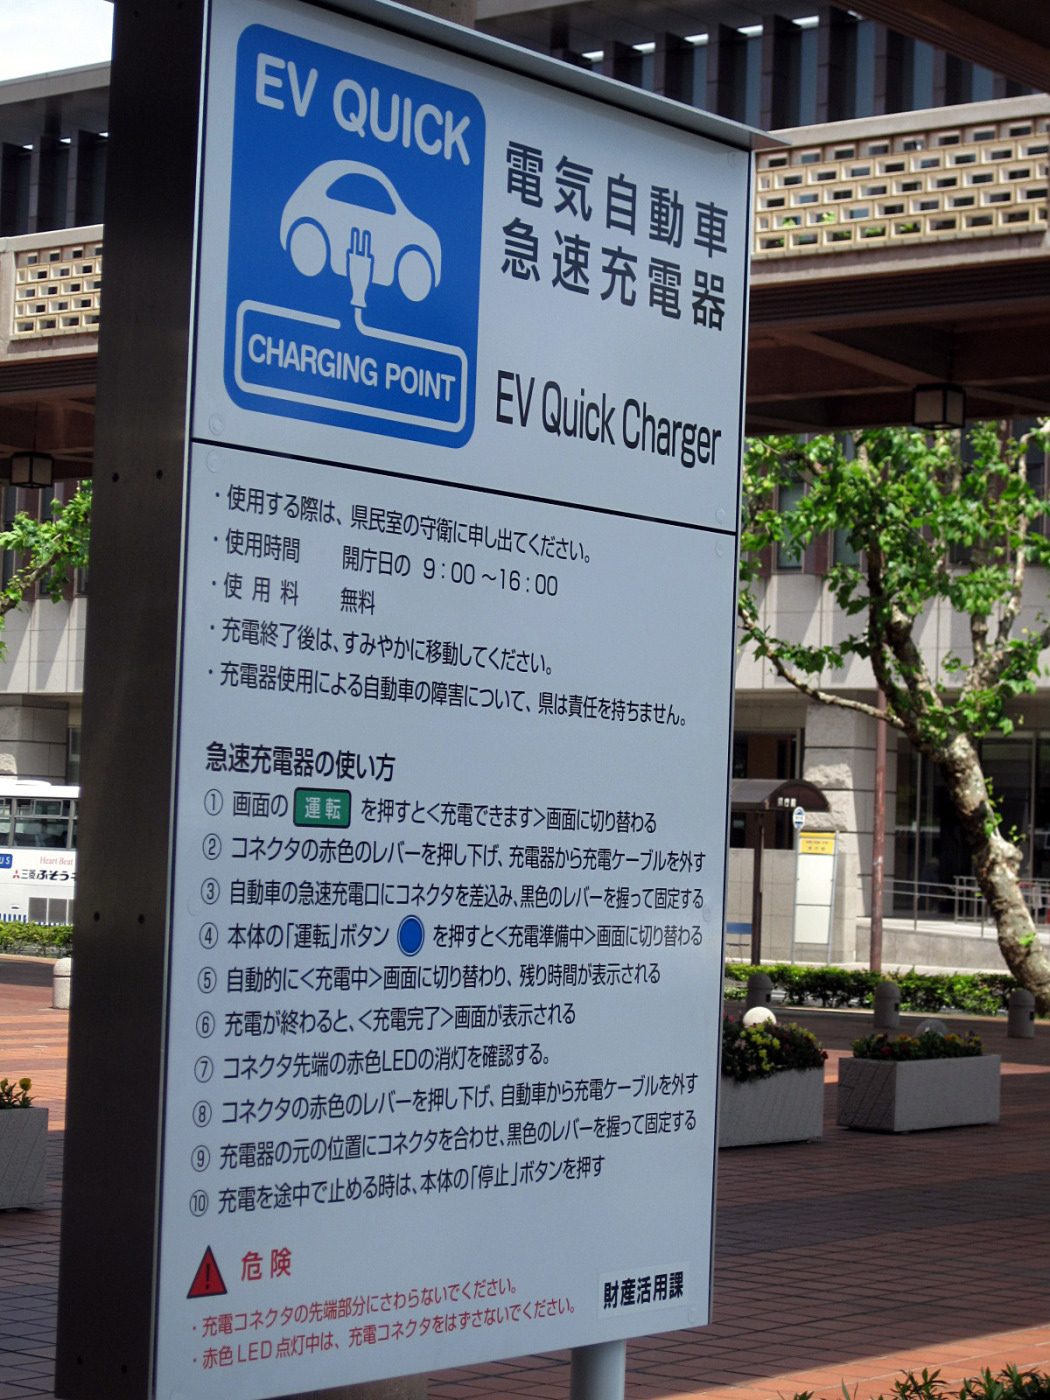 EV QUICK
CHARGING POINT
電気自動車
急速充電器
EV Quick Charger
・使用する際は、県民室の守衛に申し出てください。
・使用時間 開庁日の 9:00～16:00
・使用料 無料
・充電終了後は、すみやかに移動してください。
・充電器使用による自動車の障害について、県は責任を持ちません。
急速充電器の使い方
① 画面の 運転 を押すと<充電できます>画面に切り替わる
② コネクタの赤色のレバーを押し下げ、充電器から充電ケーブルを外す
③ 自動車の急速充電口にコネクタを差込み、黒色のレバーを握って固定する
④ 本体の「運転」ボタン を押すと<充電準備中>画面に切り替わる
⑤ 自動的に<充電中>画面に切り替わり、残り時間が表示される
⑥ 充電が終わると、<充電完了>画面が表示される
⑦ コネクタ先端の赤色LEDの消灯を確認する。
⑧ コネクタの赤色のレバーを押し下げ、自動車から充電ケーブルを外す
⑨ 充電器の元の位置にコネクタを合わせ、黒色のレバーを握って固定する
⑩ 充電を途中で止める時は、本体の「停止」ボタンを押す
危険
・充電コネクタの先端部分にさわらないでください。
・赤色LED点灯中は、充電コネクタをはずさないでください。
財産活用課
Heart Beat
三菱ふそう